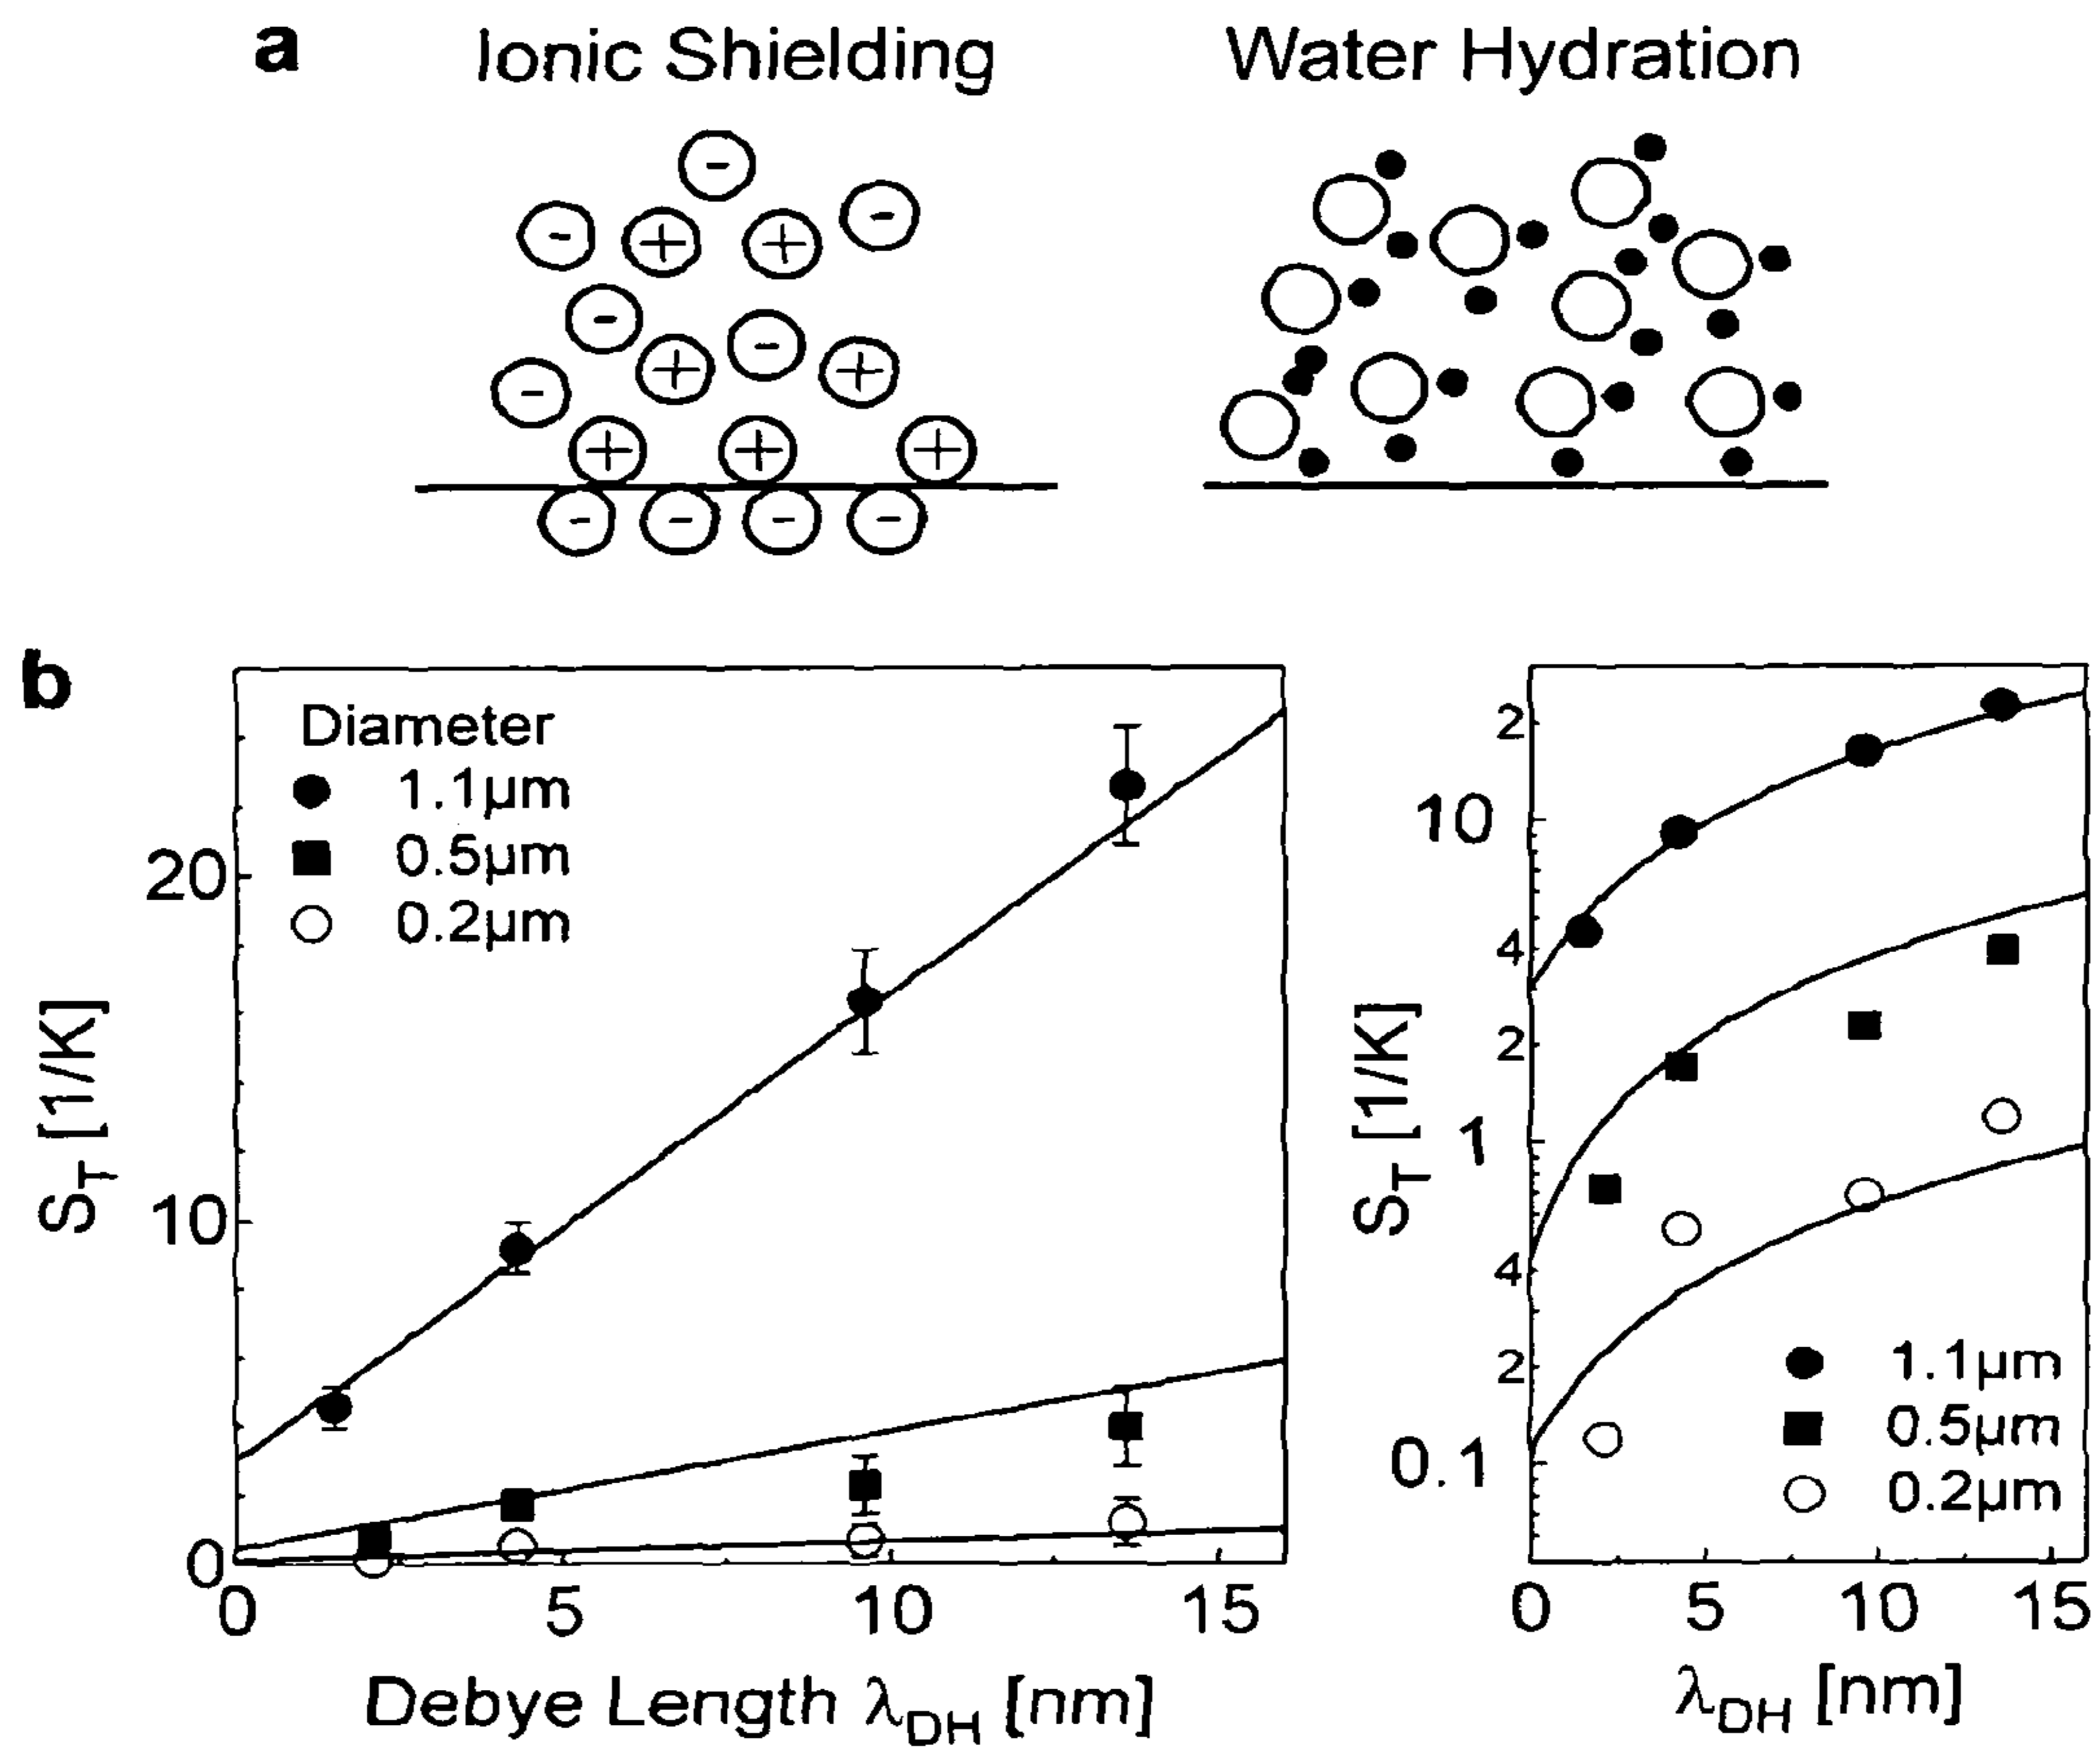 a Ionic Shielding Water Hydration
- - + + - - + - + - + + +
- - - -
b
Diameter
1.1µm
0.5µm
0.2µm
20
10
0
S_T [1/K]
0 5 10 15
Debye Length λ_DH [nm]
2
10
4
2
1
4
2
0.1
S_T [1/K]
1.1µm
0.5µm
0.2µm
0 5 10 15
λ_DH [nm]